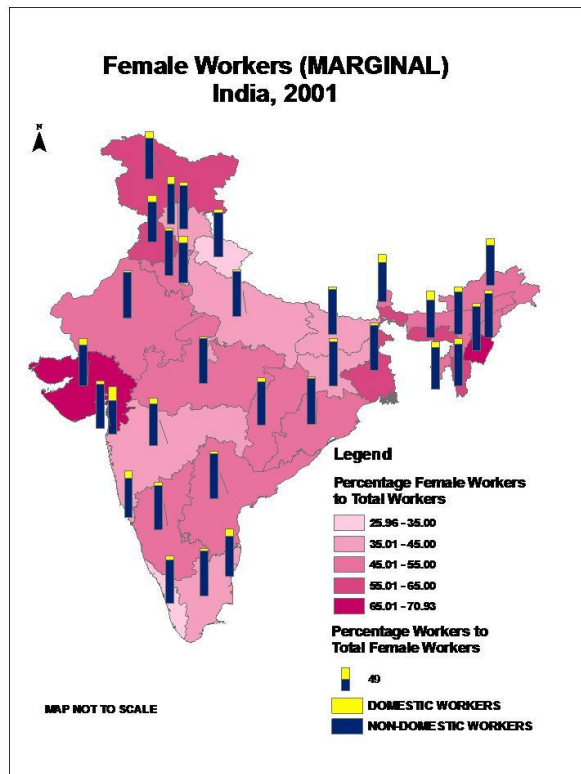 Female Workers (MARGINAL)
India, 2001
N
Legend
Percentage Female Workers
to Total Workers
25.96 - 35.00
35.01 - 45.00
45.01 - 55.00
55.01 - 65.00
65.01 - 70.93
Percentage Workers to
Total Female Workers
49
DOMESTIC WORKERS
NON-DOMESTIC WORKERS
MAP NOT TO SCALE